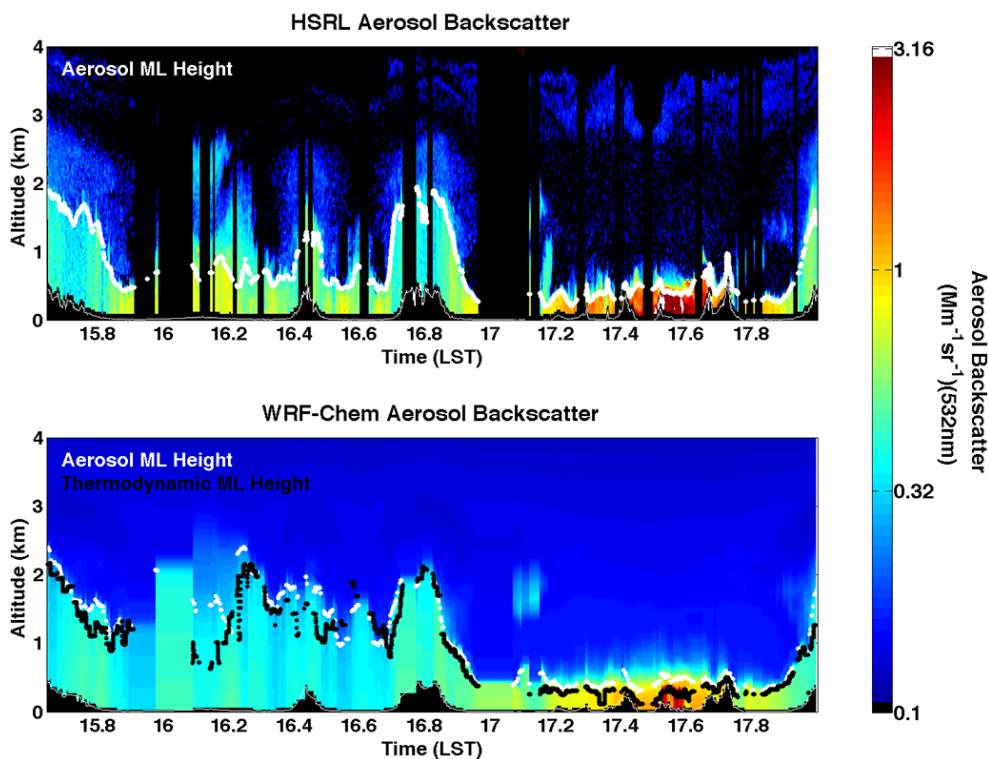 HSRL Aerosol Backscatter
Aerosol ML Height
Altitude (km)
4
3
2
1
0
15.8 16 16.2 16.4 16.6 16.8 17 17.2 17.4 17.6 17.8
Time (LST)
WRF-Chem Aerosol Backscatter
Aerosol ML Height
Thermodynamic ML Height
Altitude (km)
4
3
2
1
0
15.8 16 16.2 16.4 16.6 16.8 17 17.2 17.4 17.6 17.8
Time (LST)
3.16
1
0.32
0.1
Aerosol Backscatter
(Mm⁻¹ sr⁻¹)(532nm)